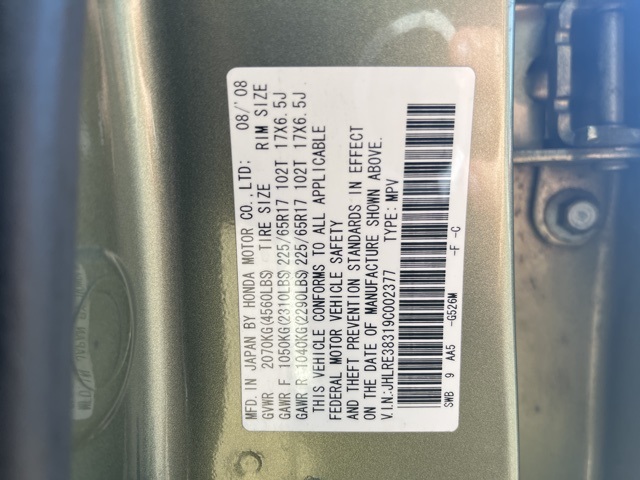 MFD. IN JAPAN BY HONDA MOTOR CO., LTD: 08/'08
GVWR 2070KG(4560LBS) TIRE SIZE RIM SIZE
GAWR F 1050KG(2310LBS) 225/65R17 102T 17X6.5J
GAWR R 1040KG(2290LBS) 225/65R17 102T 17X6.5J
THIS VEHICLE CONFORMS TO ALL APPLICABLE
FEDERAL MOTOR VEHICLE SAFETY
AND THEFT PREVENTION STANDARDS IN EFFECT
ON THE DATE OF MANUFACTURE SHOWN ABOVE.
V.IN:JHLRE38319C002377 TYPE:MPV
SWB 9 AA5 -G526M -F -C